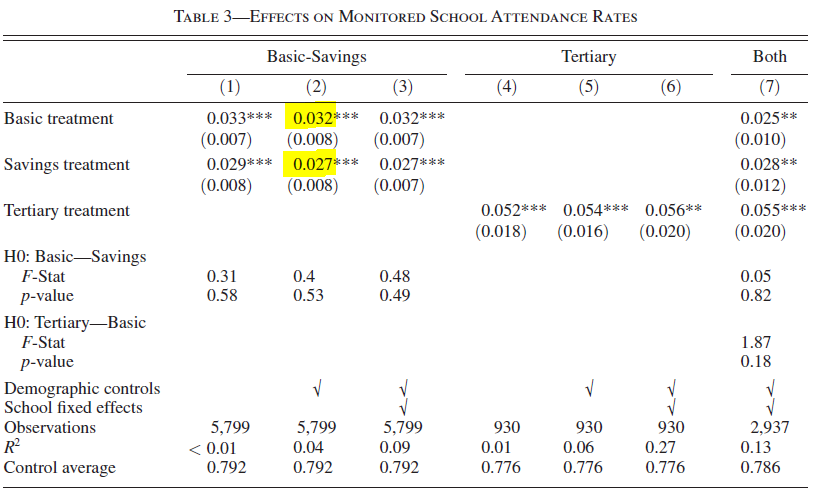 TABLE 3—EFFECTS ON MONITORED SCHOOL ATTENDANCE RATES
Basic-Savings Tertiary Both
(1) (2) (3) (4) (5) (6) (7)
Basic treatment 0.033*** 0.032*** 0.032*** 0.025**
(0.007) (0.008) (0.007) (0.010)
Savings treatment 0.029*** 0.027*** 0.027*** 0.028**
(0.008) (0.008) (0.007) (0.012)
Tertiary treatment 0.052*** 0.054*** 0.056** 0.055***
(0.018) (0.016) (0.020) (0.020)
H0: Basic—Savings
F-Stat 0.31 0.4 0.48 0.05
p-value 0.58 0.53 0.49 0.82
H0: Tertiary—Basic
F-Stat 1.87
p-value 0.18
Demographic controls √ √ √ √ √
School fixed effects √ √ √
Observations 5,799 5,799 5,799 930 930 930 2,937
R² < 0.01 0.04 0.09 0.01 0.06 0.27 0.13
Control average 0.792 0.792 0.792 0.776 0.776 0.776 0.786